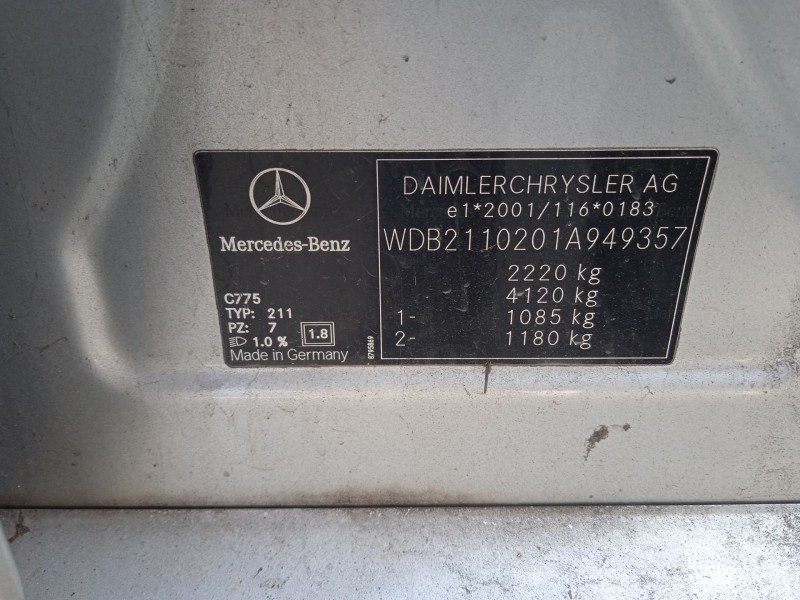 Mercedes-Benz
C775
TYP: 211
PZ: 7
1.0 %
1.8
Made in Germany
8795869
DAIMLERCHRYSLER AG
e1*2001/116*0183
WDB2110201A949357
2220 kg
4120 kg
1- 1085 kg
2- 1180 kg